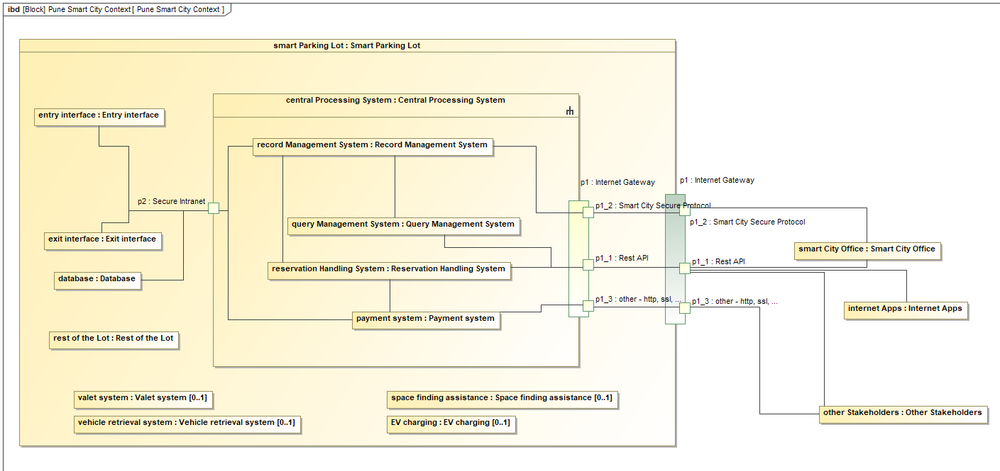 ibd [Block] Pune Smart City Context[ Pune Smart City Context ]
smart Parking Lot : Smart Parking Lot
central Processing System : Central Processing System
entry interface : Entry interface
record Management System : Record Management System
p1 : Internet Gateway
p1 : Internet Gateway
p2 : Secure Intranet
p1_2 : Smart City Secure Protocol
p1_2 : Smart City Secure Protocol
query Management System : Query Management System
exit interface : Exit interface
smart City Office : Smart City Office
p1_1 : Rest API
p1_1 : Rest API
reservation Handling System : Reservation Handling System
database : Database
p1_3 : other - http, ssl, ...
p1_3 : other - http, ssl, ...
internet Apps : Internet Apps
payment system : Payment system
rest of the Lot : Rest of the Lot
valet system : Valet system [0..1]
space finding assistance : Space finding assistance [0..1]
other Stakeholders : Other Stakeholders
vehicle retrieval system : Vehicle retrieval system [0..1]
EV charging : EV charging [0..1]